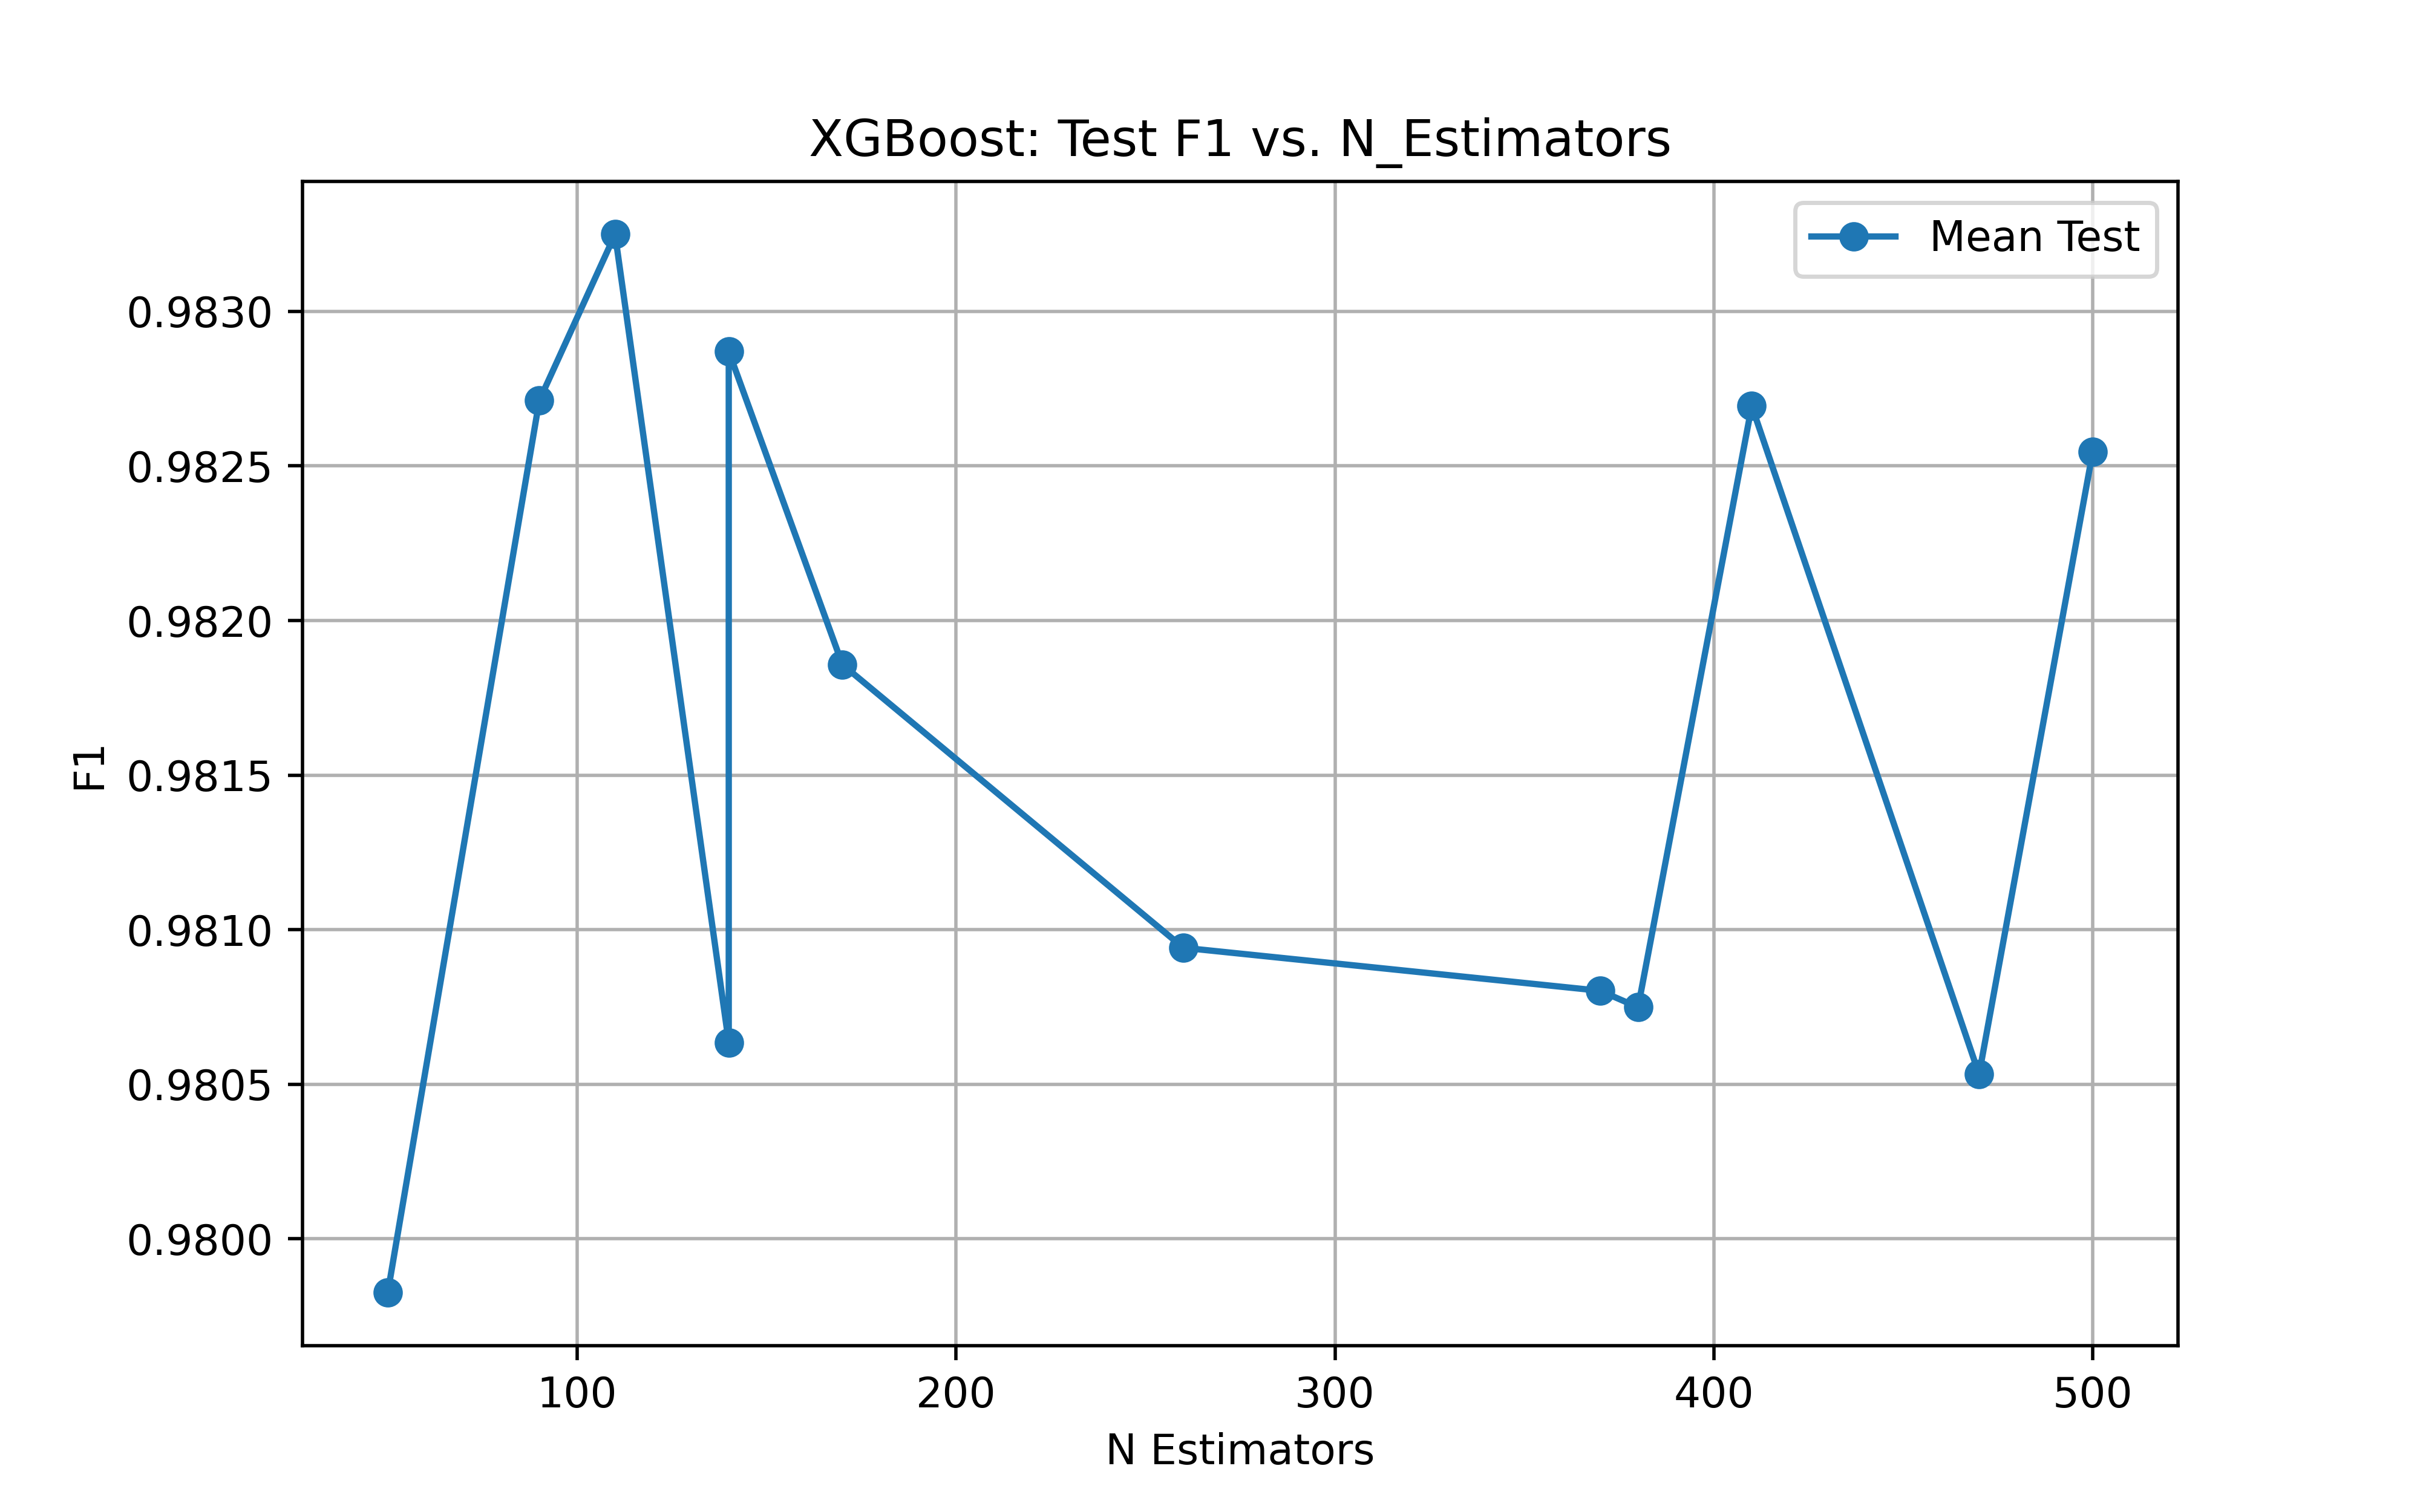 XGBoost: Test F1 vs. N_Estimators
Mean Test
0.9830
0.9825
0.9820
0.9815
0.9810
0.9805
0.9800
F1
100 200 300 400 500
N Estimators